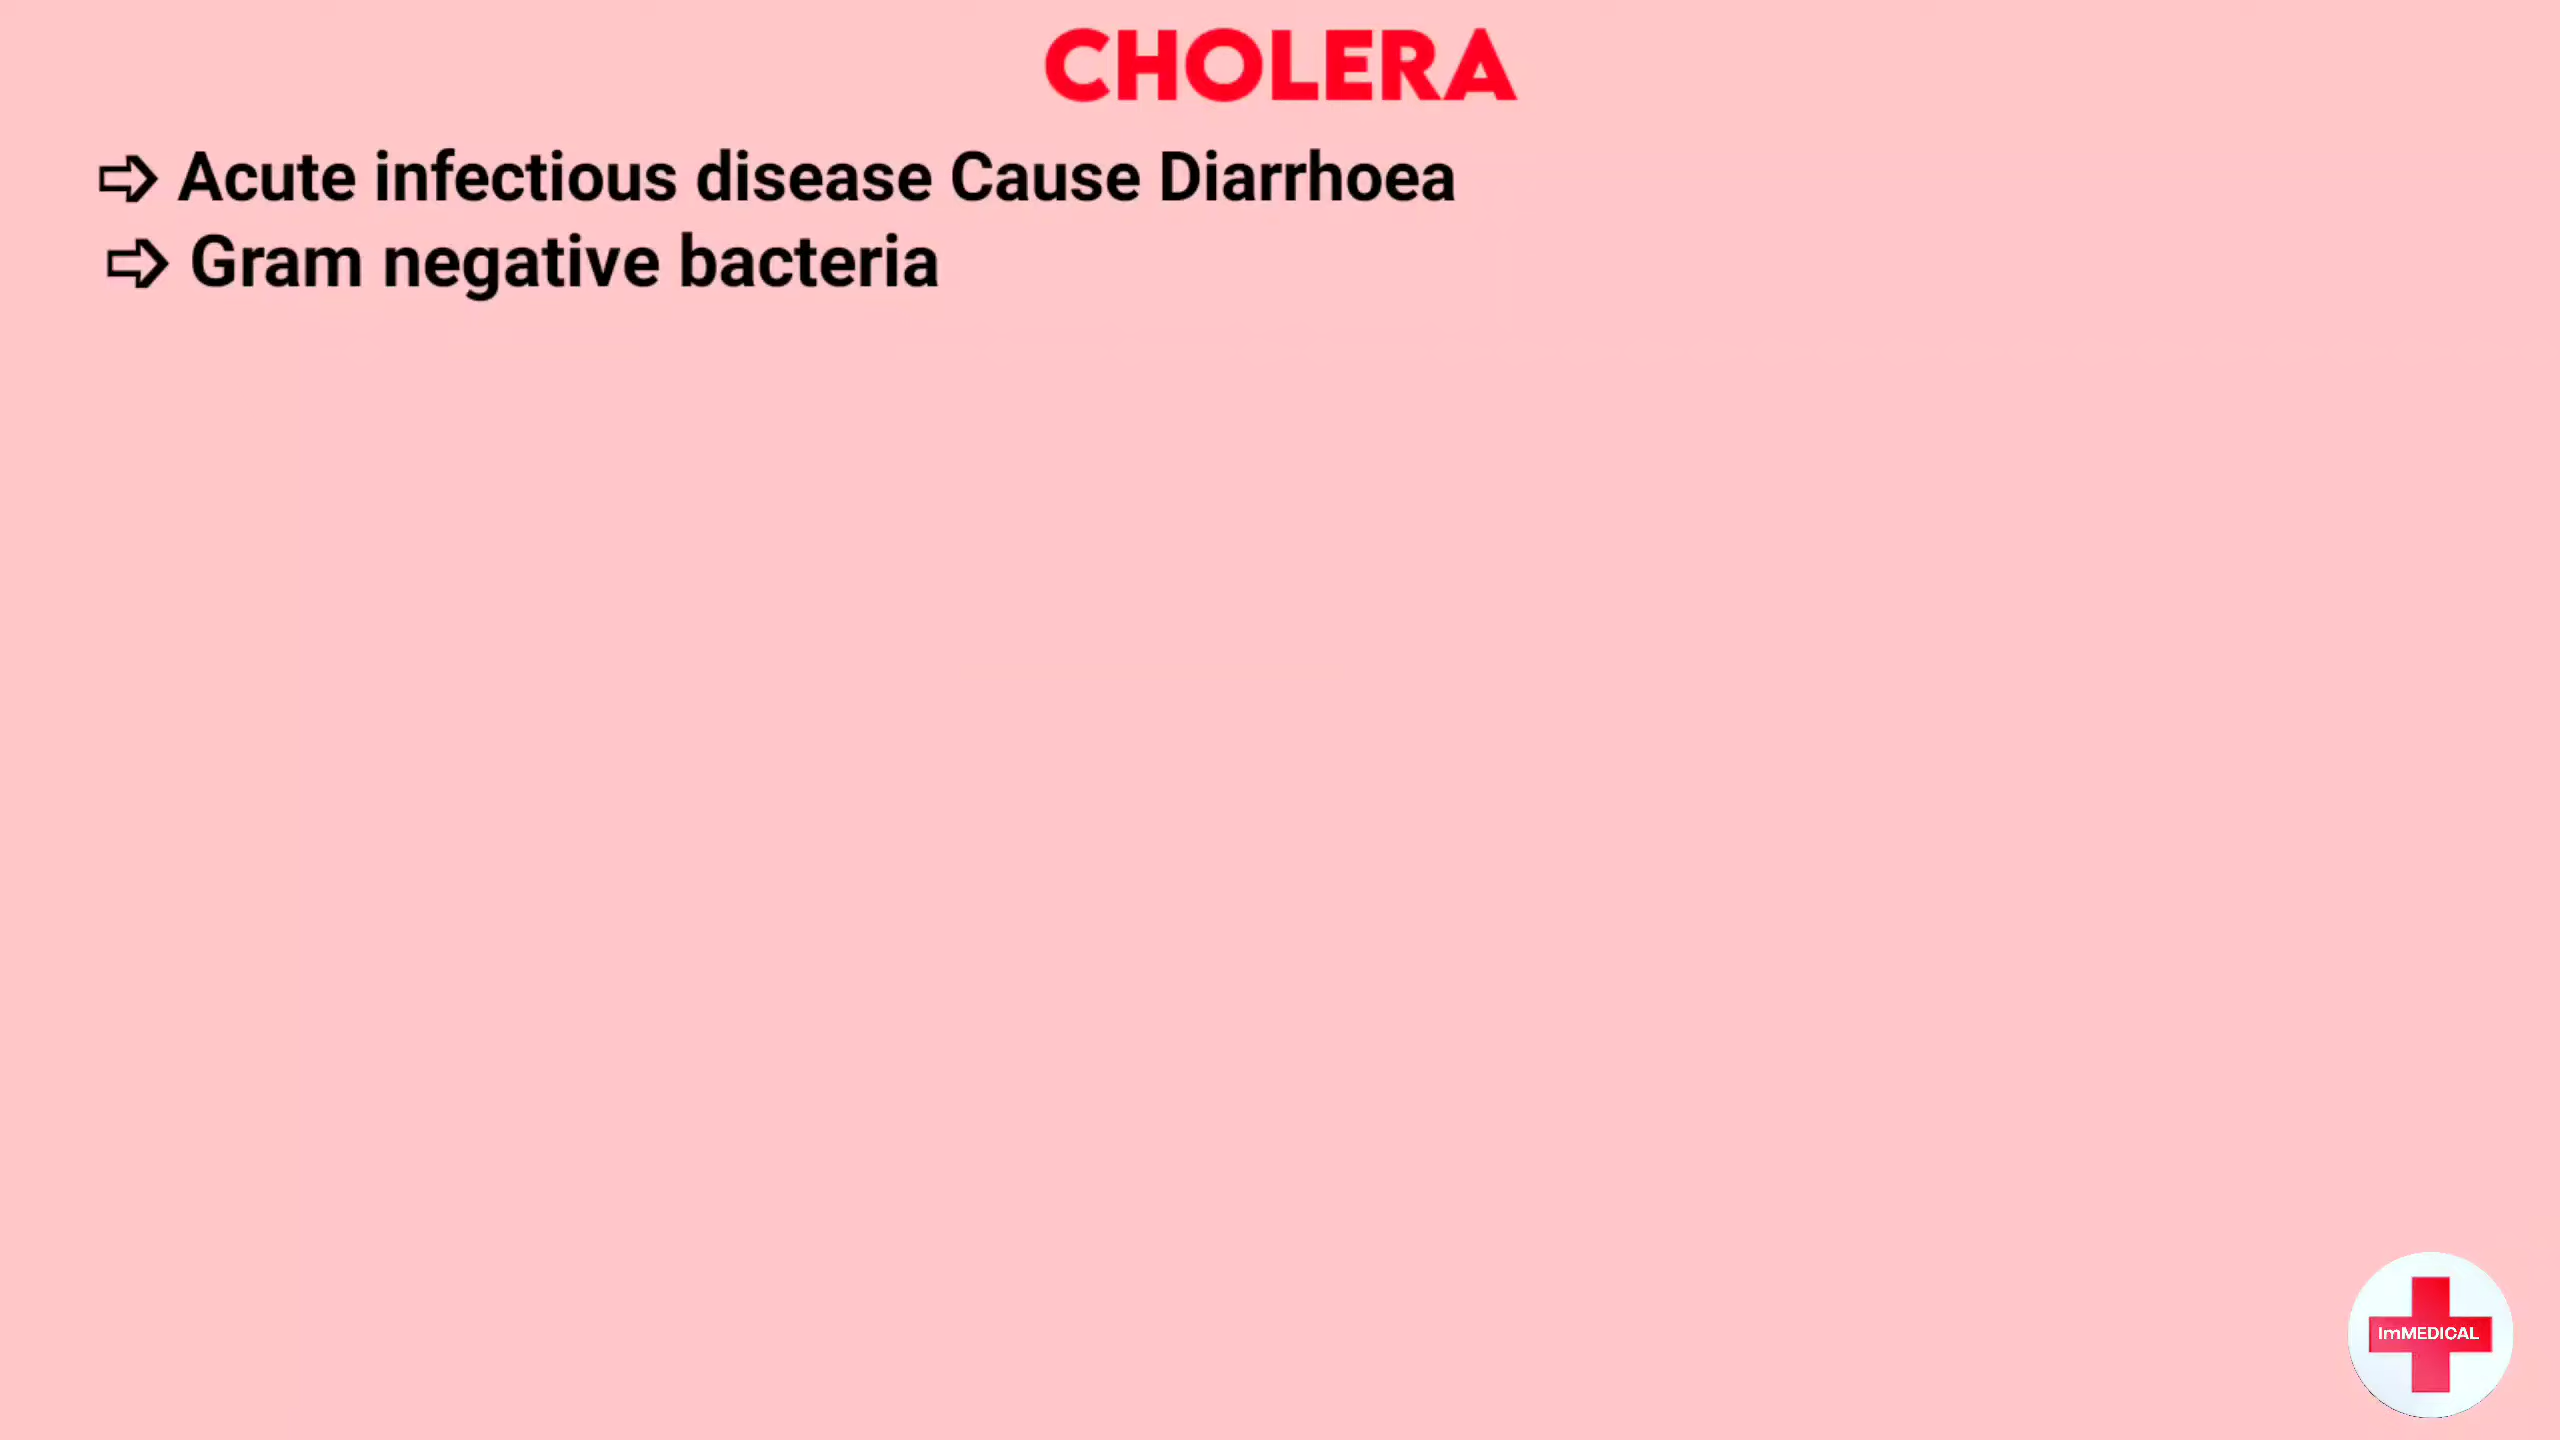 CHOLERA
➩ Acute infectious disease Cause Diarrhoea
➩ Gram negative bacteria
ImMEDICAL